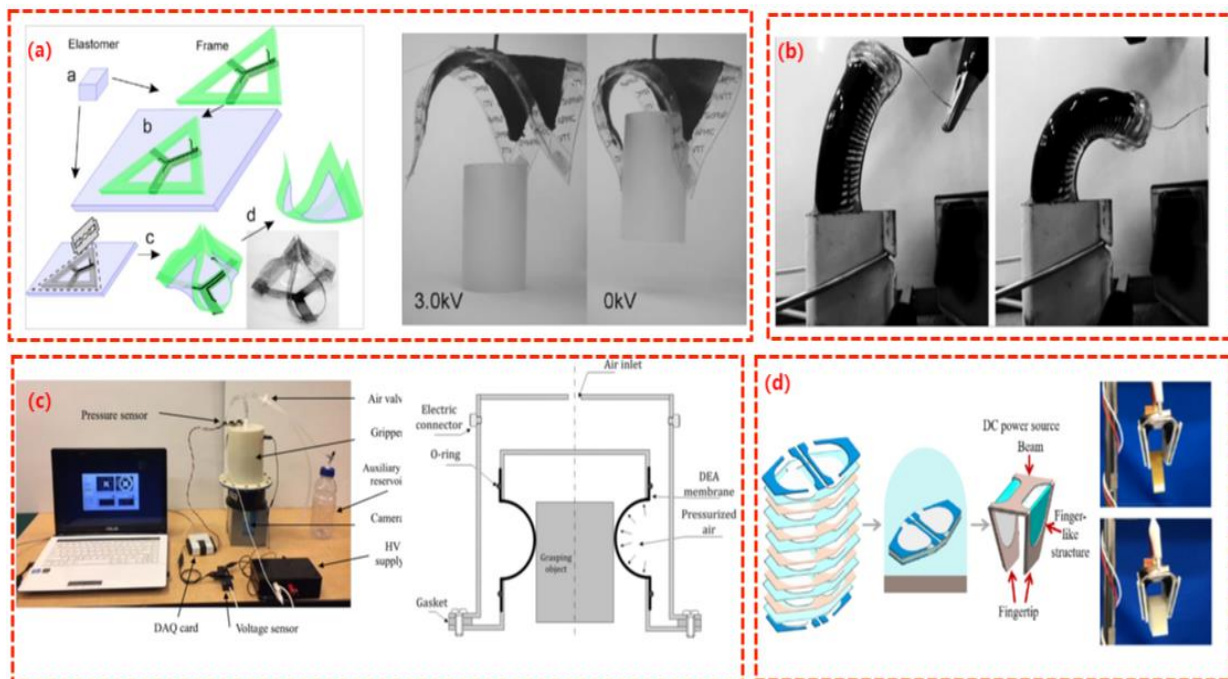 (a)
Elastomer
Frame
a
b
c
d
3.0kV
0kV
(b)
(c)
Pressure sensor
Air valv
Grippe
Auxiliary
reservoi
Camera
HV
supply
DAQ card
Voltage sensor
Air inlet
Electric
connector
O-ring
DEA
membrane
Pressurized
air
Grasping
object
Gasket
(d)
DC power source
Beam
Finger-
like
structure
Fingertip